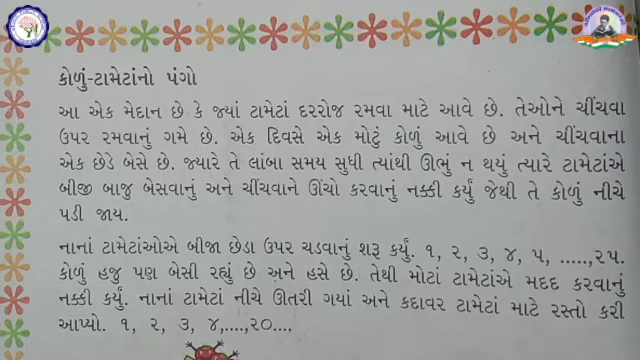 કોળું-ટામેટાંનો પંગો
આ એક મેદાન છે કે જ્યાં ટામેટાં દરરોજ રમવા માટે આવે છે. તેઓને ચીંચવા
ઉપર રમવાનું ગમે છે. એક દિવસે એક મોટું કોળું આવે છે અને ચીંચવાના
એક છેડે બેસે છે. જ્યારે તે લાંબા સમય સુધી ત્યાંથી ઊભું ન થયું ત્યારે ટામેટાંએ
બીજી બાજુ બેસવાનું અને ચીંચવાને ઊંચો કરવાનું નક્કી કર્યું જેથી તે કોળું નીચે
પડી જાય.
નાનાં ટામેટાંઓએ બીજા છેડા ઉપર ચડવાનું શરૂ કર્યું. ૧, ૨, ૩, ૪, ૫, .....,૨૫.
કોળું હજુ પણ બેસી રહ્યું છે અને હસે છે. તેથી મોટાં ટામેટાંએ મદદ કરવાનું
નક્કી કર્યું. નાનાં ટામેટાં નીચે ઊતરી ગયાં અને કદાવર ટામેટાં માટે રસ્તો કરી
આપ્યો. ૧, ૨, ૩, ૪,....,૨૦....